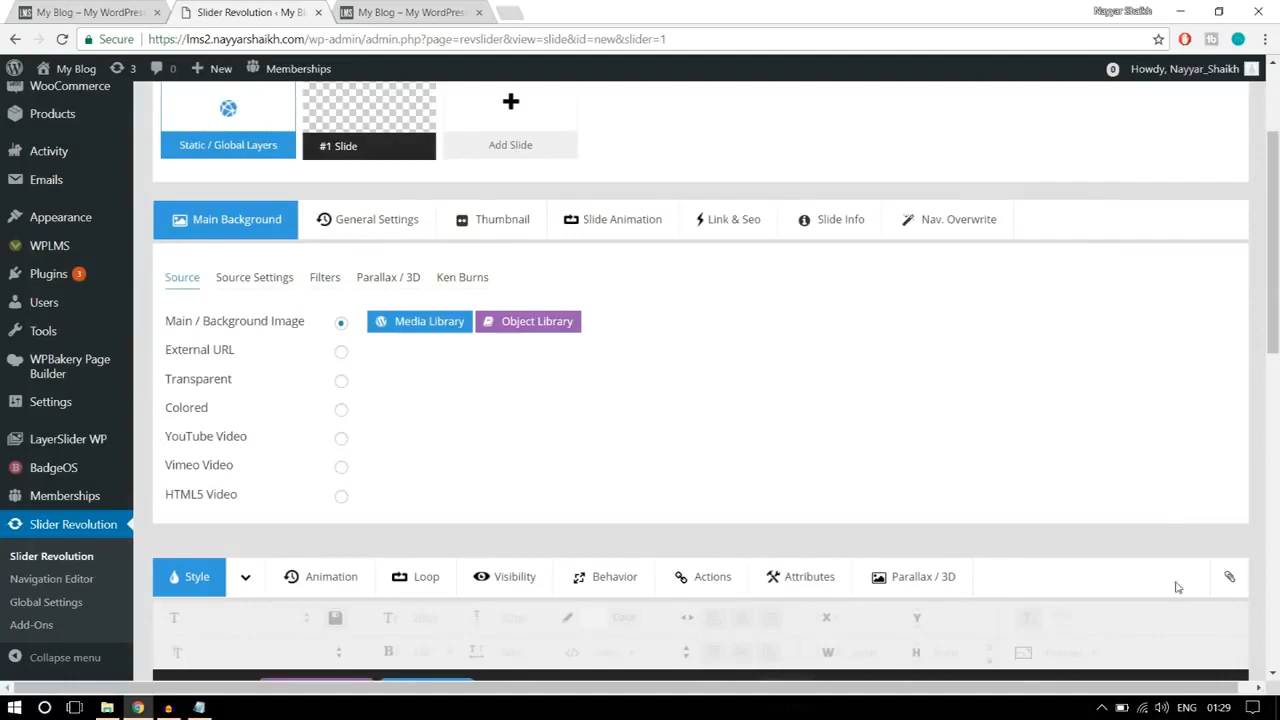 My Blog – My WordPress
Slider Revolution ‹ My Bl
My Blog – My WordPress
Nayyar Shaikh
Secure
https://lms2.nayyarshaikh.com/wp-admin/admin.php?page=revslider&view=slide&id=new&slider=1
My Blog
3
0
New
Memberships
0
Howdy, Nayyar_Shaikh
WooCommerce
Products
Activity
Emails
Appearance
WPLMS
Plugins 3
Users
Tools
WPBakery Page
Builder
Settings
LayerSlider WP
BadgeOS
Memberships
Slider Revolution
Slider Revolution
Navigation Editor
Global Settings
Add-Ons
Collapse menu
Static / Global Layers
#1 Slide
Add Slide
Main Background
General Settings
Thumbnail
Slide Animation
Link & Seo
Slide Info
Nav. Overwrite
Source
Source Settings
Filters
Parallax / 3D
Ken Burns
Main / Background Image
Media Library
Object Library
External URL
Transparent
Colored
YouTube Video
Vimeo Video
HTML5 Video
Style
Animation
Loop
Visibility
Behavior
Actions
Attributes
Parallax / 3D
Color
X
Y
B
W
H
ENG
01:29